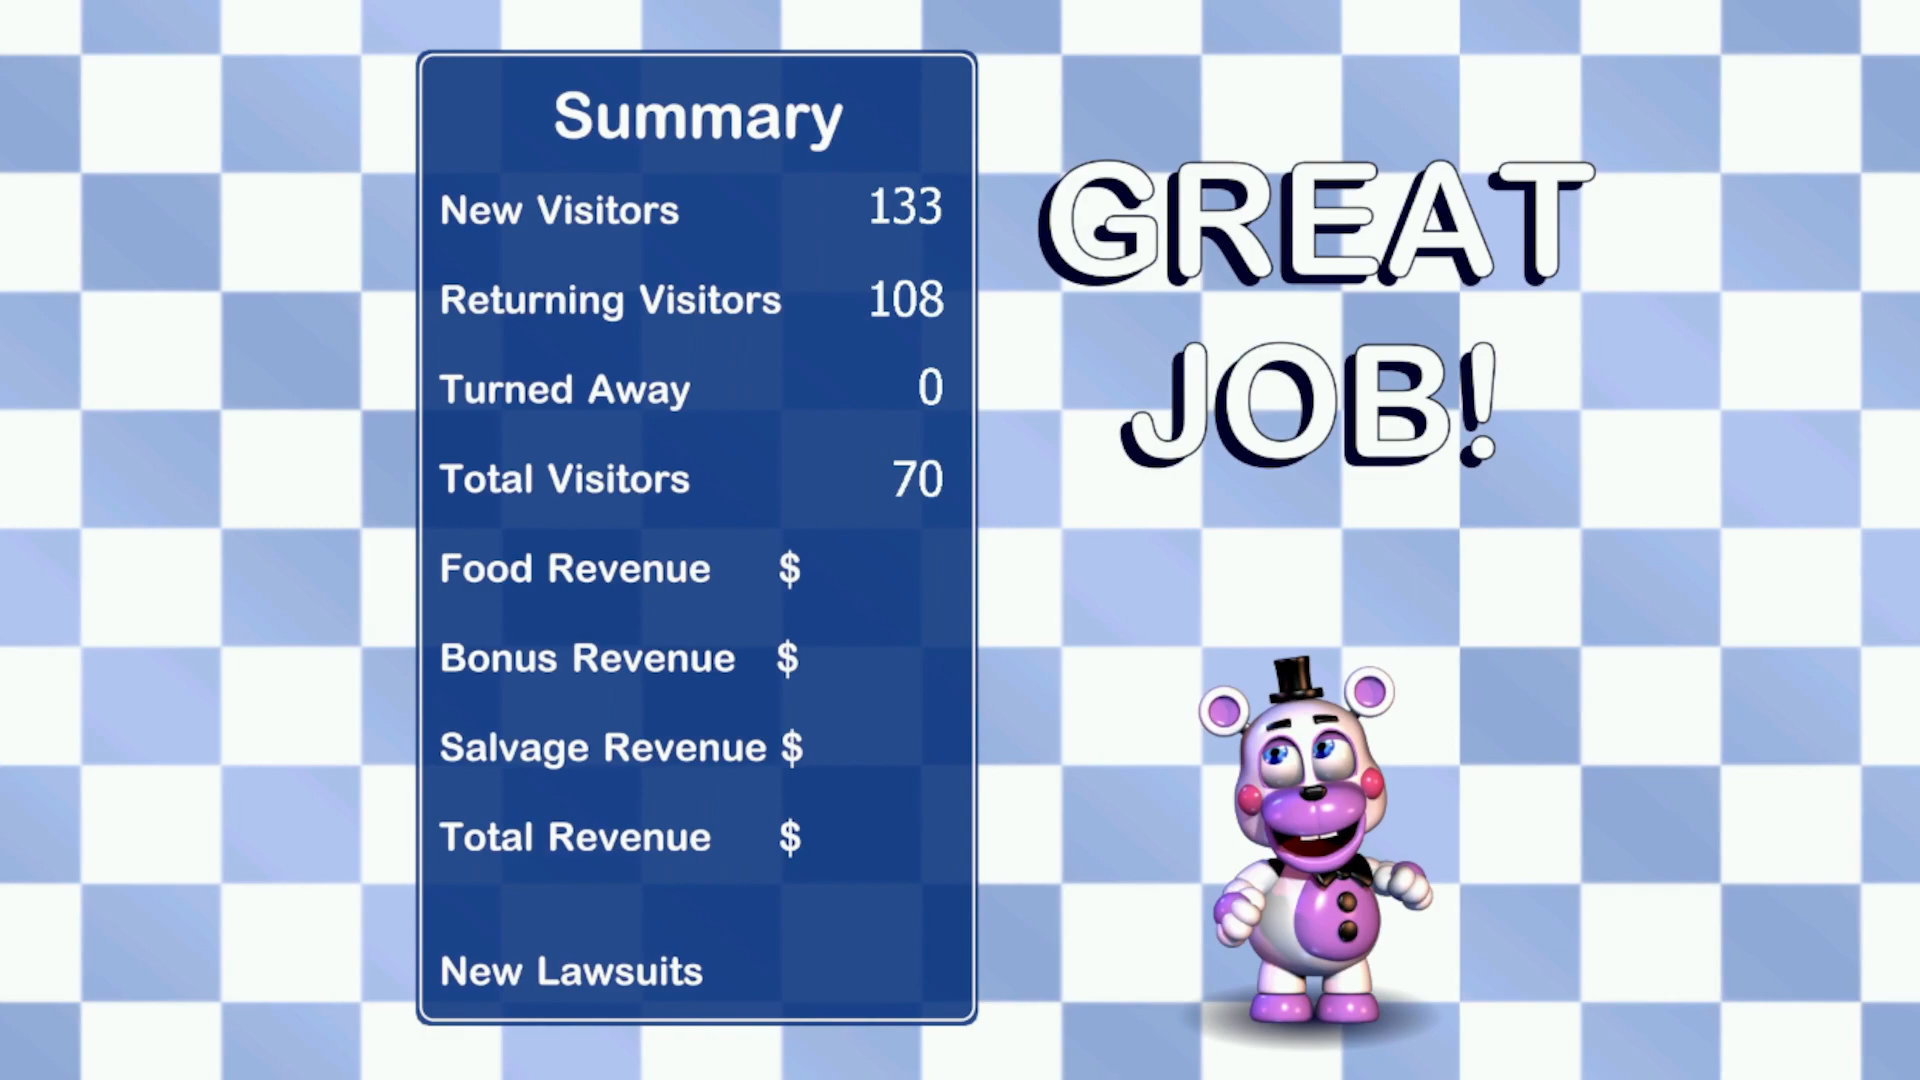 Summary
New Visitors 133
Returning Visitors 108
Turned Away 0
Total Visitors 70
Food Revenue $
Bonus Revenue $
Salvage Revenue $
Total Revenue $
New Lawsuits
GREAT
JOB!